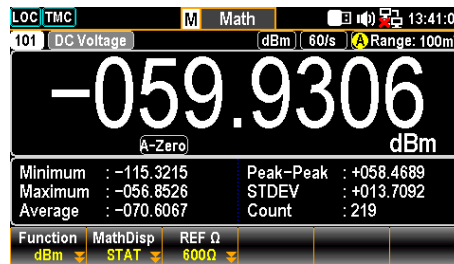 LOC TMC M Math 13:41:0
101 DC Voltage dBm 60/s A Range: 100m
-059.9306
A-Zero dBm
Minimum : -115.3215 Peak-Peak : +058.4689
Maximum : -056.8526 STDEV : +013.7092
Average : -070.6067 Count : 219
Function MathDisp REF Ω
dBm STAT 600Ω